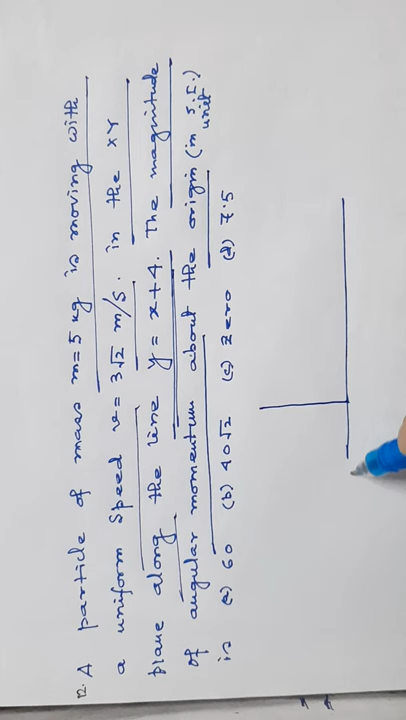 12. A particle of mass m=5 kg is moving with
a uniform speed v= 3√2 m/s. in the xy
plane along the line y = x+4. The magnitude
of angular momentum about the origin (in S.I. unit)
is (a) 60 (b) 40√2 (c) zero (d) 7.5